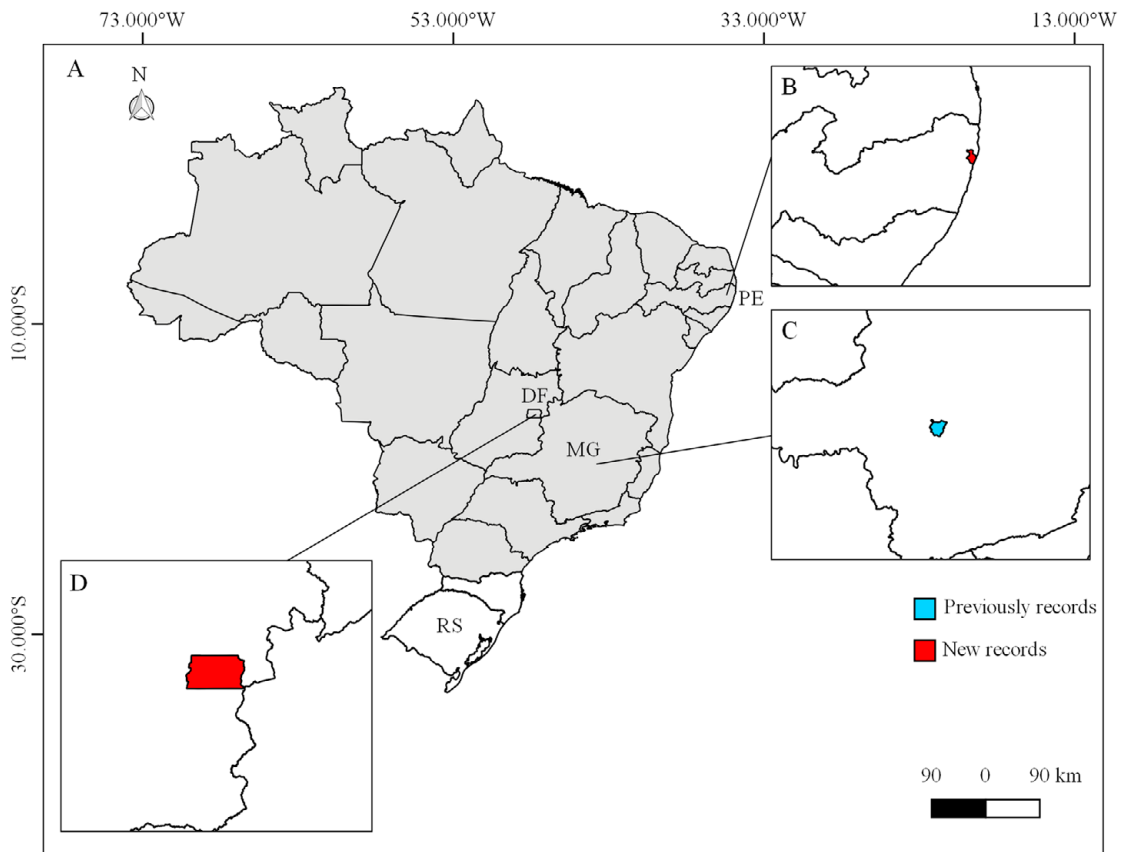 73.000°W 53.000°W 33.000°W 13.000°W
A
N
B
PE
10.000°S
C
DF
MG
D
Previously records
30.000°S
RS
New records
90 0 90 km